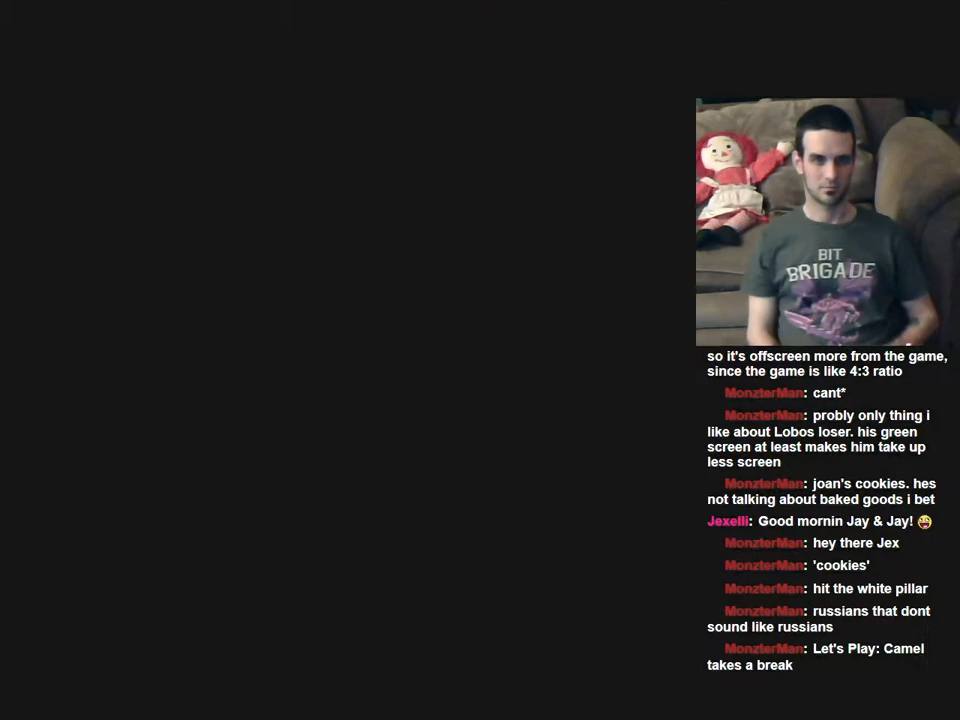 BIT
BRIGADE
so it's offscreen more from the game,
since the game is like 4:3 ratio
MonzterMan: cant*
MonzterMan: probly only thing i
like about Lobos loser. his green
screen at least makes him take up
less screen
MonzterMan: joan's cookies. hes
not talking about baked goods i bet
Jexelli: Good mornin Jay & Jay!
MonzterMan: hey there Jex
MonzterMan: 'cookies'
MonzterMan: hit the white pillar
MonzterMan: russians that dont
sound like russians
MonzterMan: Let's Play: Camel
takes a break